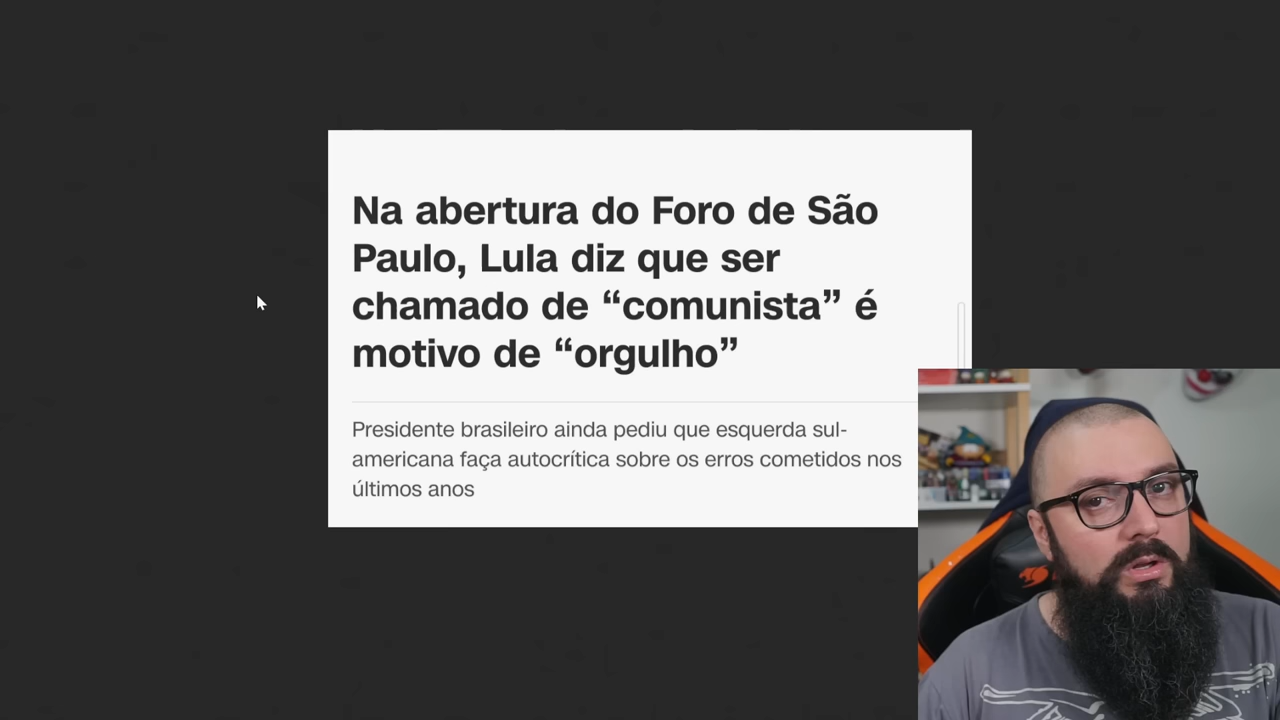 Na abertura do Foro de São
Paulo, Lula diz que ser
chamado de “comunista” é
motivo de “orgulho”
Presidente brasileiro ainda pediu que esquerda sul-
americana faça autocrítica sobre os erros cometidos nos
últimos anos